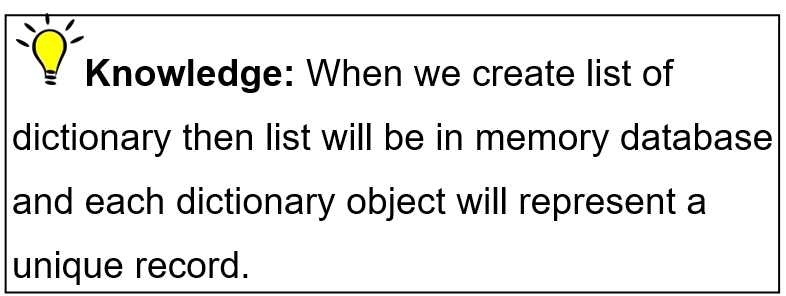 Knowledge: When we create list of
dictionary then list will be in memory database
and each dictionary object will represent a
unique record.